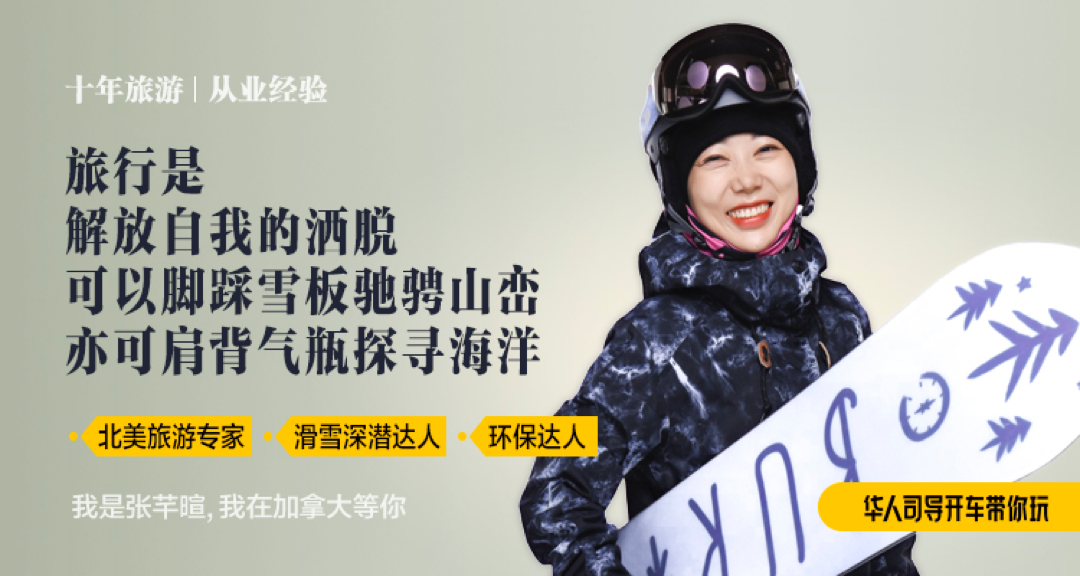 十年旅游 | 从业经验
旅行是
解放自我的洒脱
可以脚踩雪板驰骋山峦
亦可肩背气瓶探寻海洋
北美旅游专家
滑雪深潜达人
环保达人
我是张芊暄, 我在加拿大等你
华人司导开车带你玩